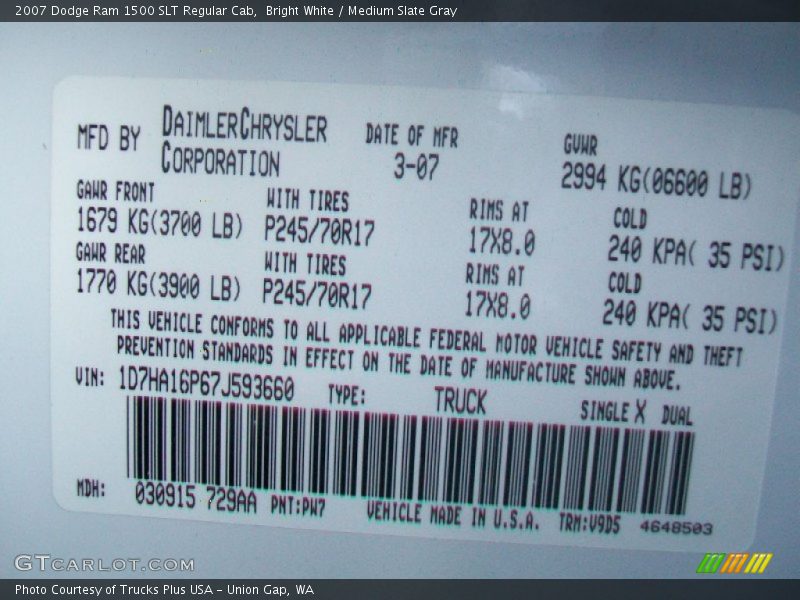 2007 Dodge Ram 1500 SLT Regular Cab, Bright White / Medium Slate Gray
MFD BY DAIMLERCHRYSLER CORPORATION
DATE OF MFR 3-07
GVWR 2994 KG(06600 LB)
GAWR FRONT WITH TIRES RIMS AT COLD
1679 KG(3700 LB) P245/70R17 17X8.0 240 KPA( 35 PSI)
GAWR REAR WITH TIRES RIMS AT COLD
1770 KG(3900 LB) P245/70R17 17X8.0 240 KPA( 35 PSI)
THIS VEHICLE CONFORMS TO ALL APPLICABLE FEDERAL MOTOR VEHICLE SAFETY AND THEFT
PREVENTION STANDARDS IN EFFECT ON THE DATE OF MANUFACTURE SHOWN ABOVE.
VIN: 1D7HA16P67J593660 TYPE: TRUCK SINGLE X DUAL
MDH: 030915 729AA PNT:PW7 VEHICLE MADE IN U.S.A. TRM:V9D5 4648503
GTCARLOT.COM
Photo Courtesy of Trucks Plus USA - Union Gap, WA